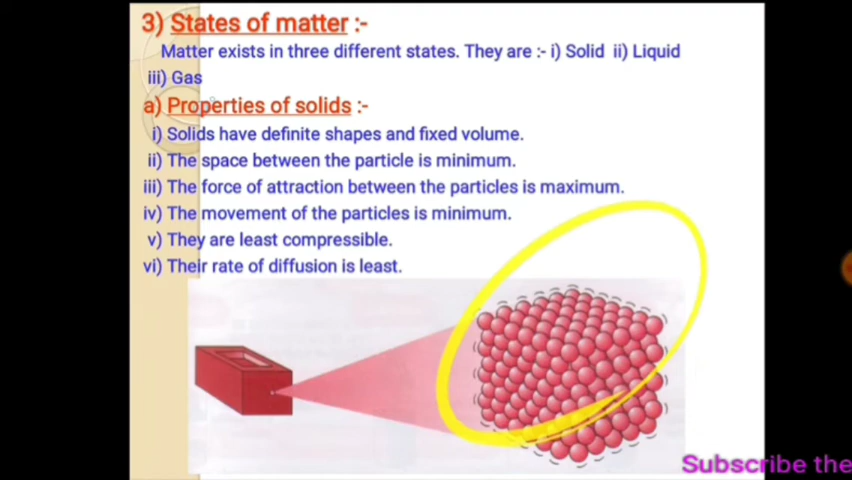 3) States of matter :-
Matter exists in three different states. They are :- i) Solid ii) Liquid
iii) Gas
a) Properties of solids :-
i) Solids have definite shapes and fixed volume.
ii) The space between the particle is minimum.
iii) The force of attraction between the particles is maximum.
iv) The movement of the particles is minimum.
v) They are least compressible.
vi) Their rate of diffusion is least.
Subscribe the